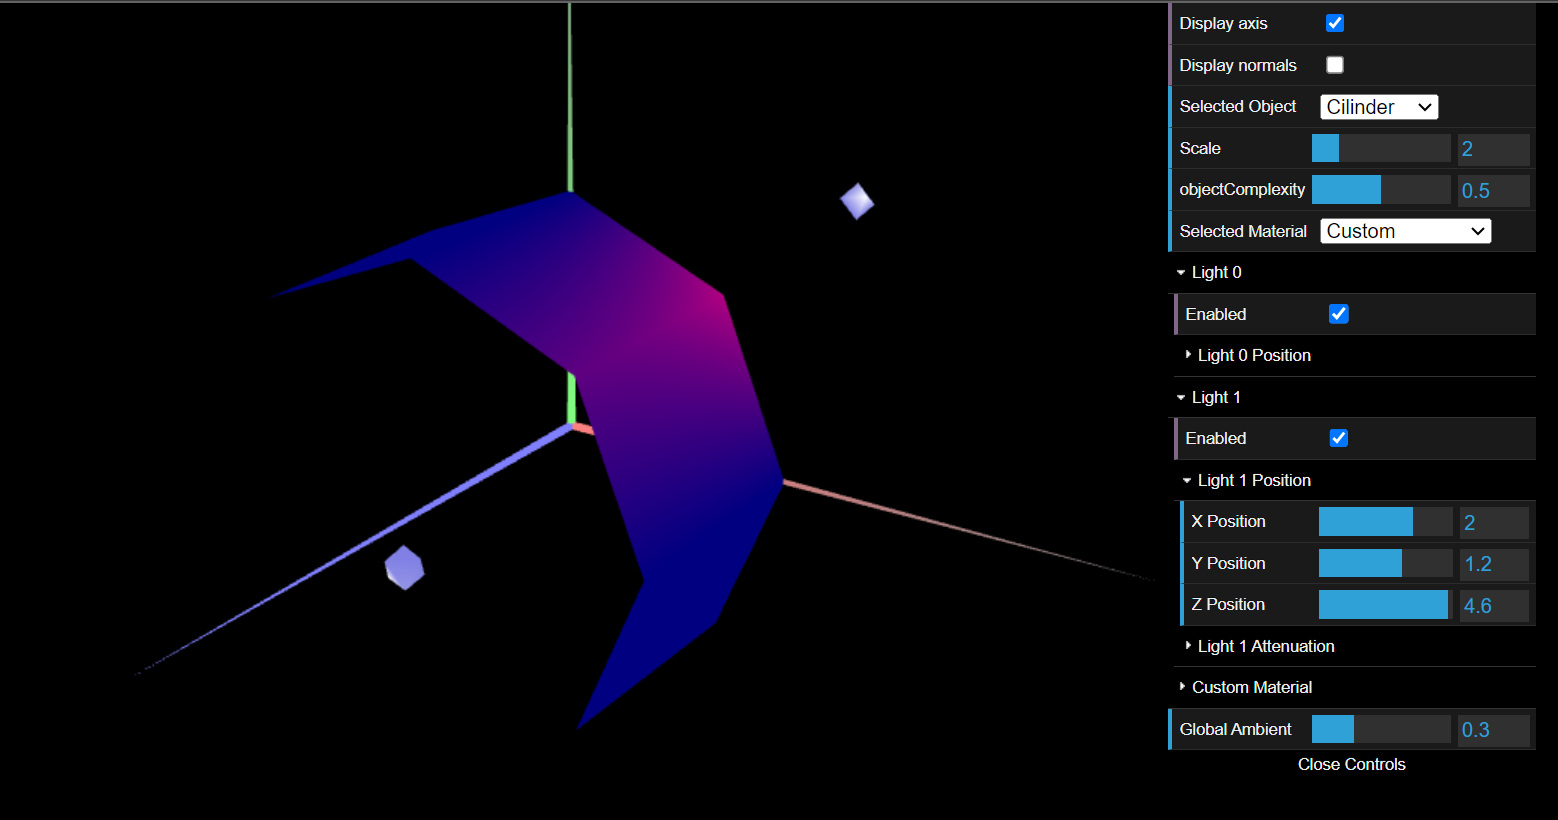 Display axis
Display normals
Selected Object Cilinder
Scale 2
objectComplexity 0.5
Selected Material Custom
Light 0
Enabled
Light 0 Position
Light 1
Enabled
Light 1 Position
X Position 2
Y Position 1.2
Z Position 4.6
Light 1 Attenuation
Custom Material
Global Ambient 0.3
Close Controls